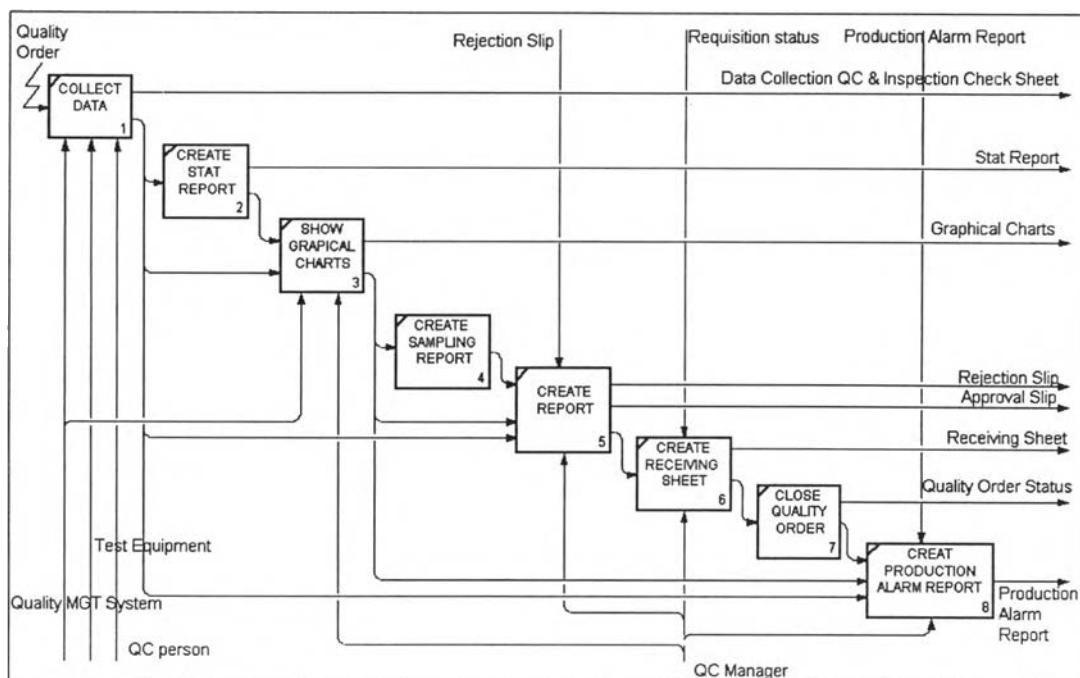 Quality
Order
Rejection Slip
Requisition status
Production Alarm Report
COLLECT
DATA
1
Data Collection QC & Inspection Check Sheet
CREATE
STAT
REPORT
2
Stat Report
SHOW
GRAPICAL
CHARTS
3
Graphical Charts
CREATE
SAMPLING
REPORT
4
CREATE
REPORT
5
Rejection Slip
Approval Slip
CREATE
RECEIVING
SHEET
6
Receiving Sheet
CLOSE
QUALITY
ORDER
7
Quality Order Status
CREAT
PRODUCTION
ALARM REPORT
8
Production
Alarm
Report
Test Equipment
Quality MGT System
QC person
QC Manager